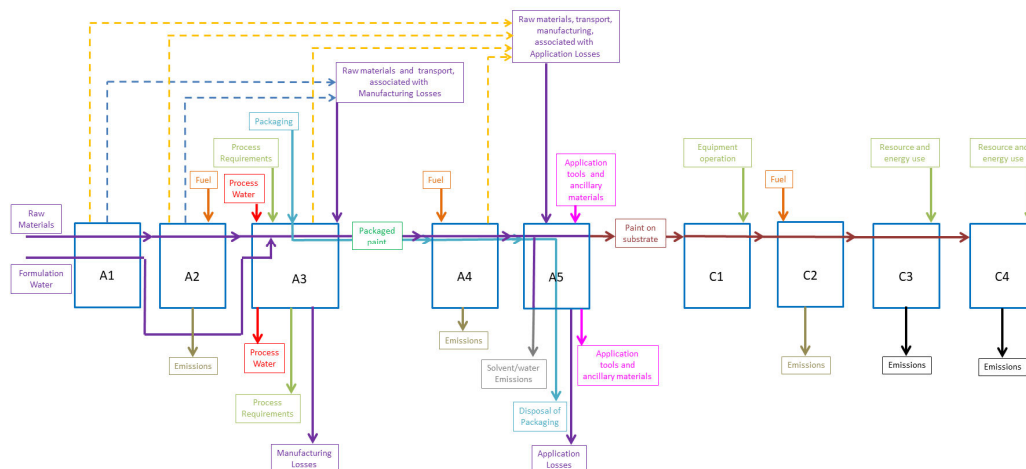 Raw materials, transport,
manufacturing,
associated with
Application Losses
Raw materials and transport,
associated with
Manufacturing Losses
Packaging
Process
Requirements
Equipment
operation
Resource and
energy use
Resource and
energy use
Fuel
Process
Water
Fuel
Application
tools and
ancillary
materials
Fuel
Raw
Materials
Packaged
paint
Paint on
substrate
Formulation
Water
A1
A2
A3
A4
A5
C1
C2
C3
C4
Emissions
Process
Water
Emissions
Solvent/water
Emissions
Application
tools and
ancillary materials
Emissions
Emissions
Emissions
Process
Requirements
Disposal of
Packaging
Manufacturing
Losses
Application
Losses